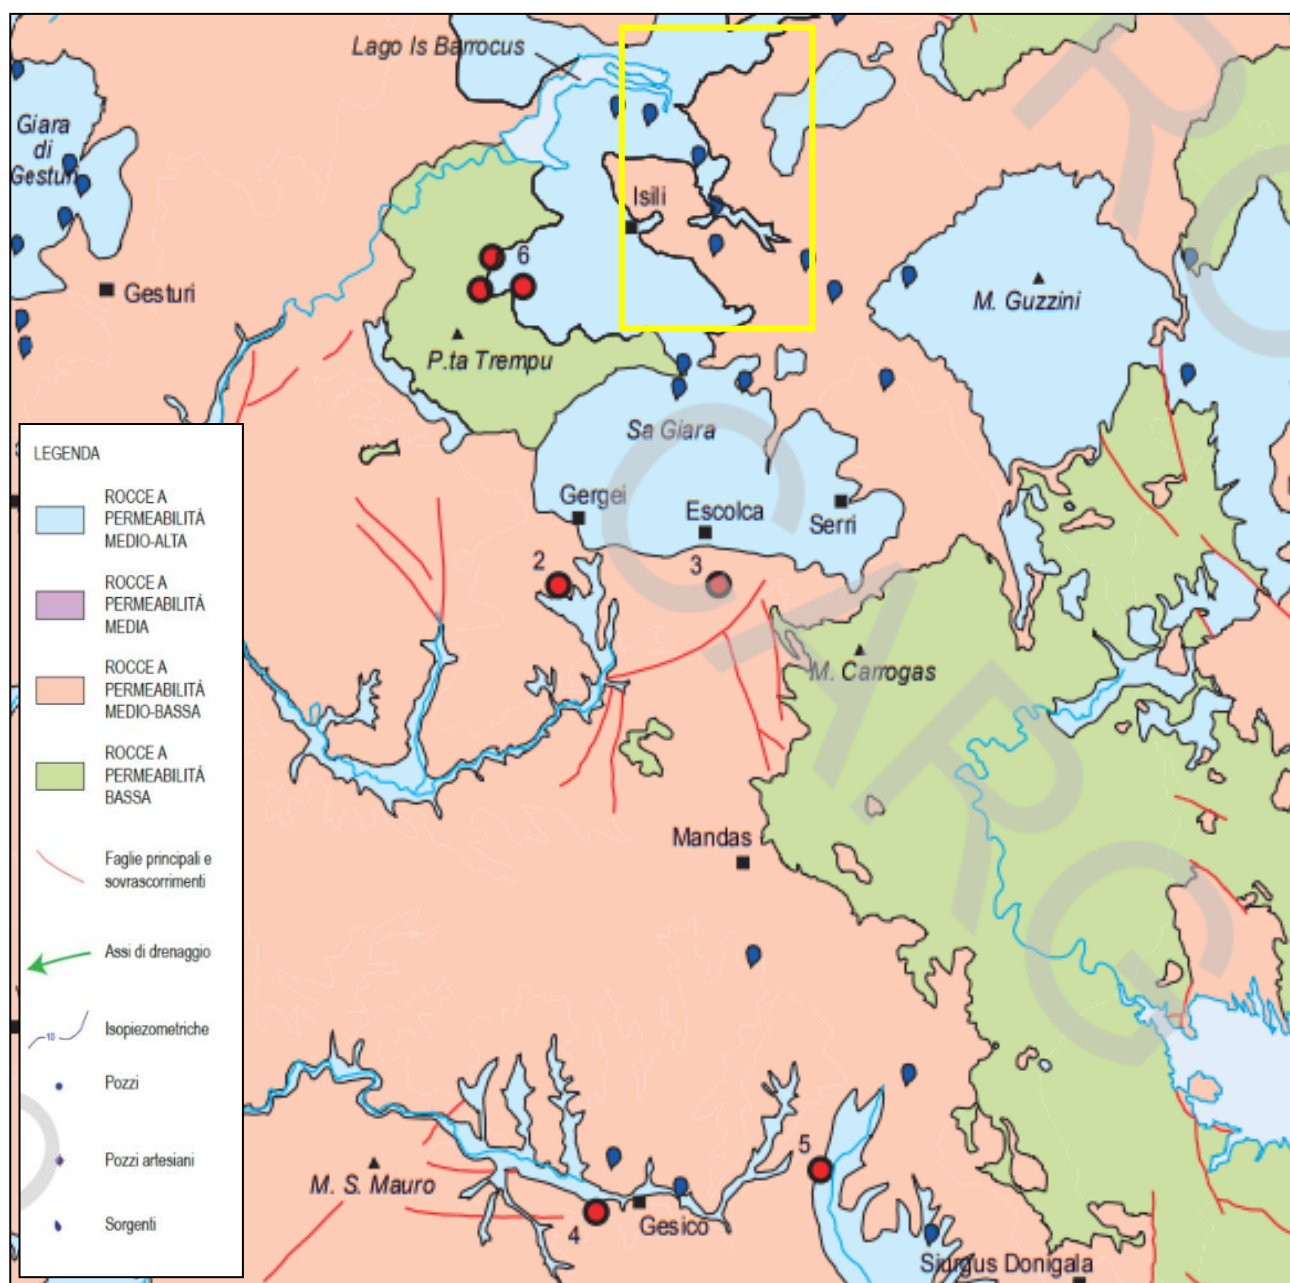 Lago Is Barrocus
Giara
di
Gesturi
Isili
6
Gesturi
M. Guzzini
P.ta Trempu
Sa Giara
Gergei
Escolca
Serri
2
3
M. Carrogas
Mandas
5
M. S. Mauro
4
Gesico
Siurgus Donigala
LEGENDA
ROCCE A
PERMEABILITÀ
MEDIO-ALTA
ROCCE A
PERMEABILITÀ
MEDIA
ROCCE A
PERMEABILITÀ
MEDIO-BASSA
ROCCE A
PERMEABILITÀ
BASSA
Faglie principali e
sovrascorrimenti
Assi di drenaggio
10
Isopiezometriche
Pozzi
Pozzi artesiani
Sorgenti
CARG